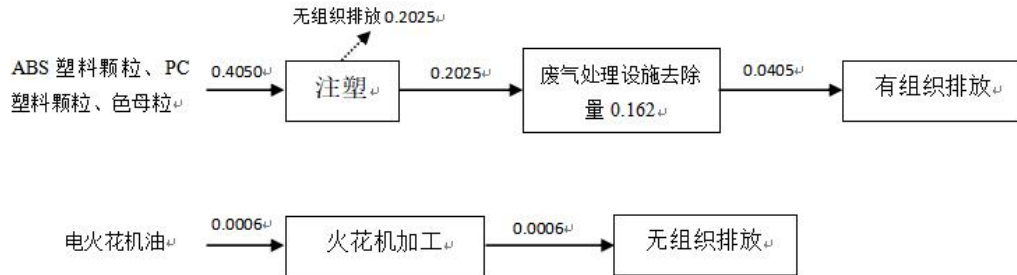 无组织排放 0.2025
ABS 塑料颗粒、PC
塑料颗粒、色母粒
0.4050
注塑
0.2025
废气处理设施去除
量 0.162
0.0405
有组织排放
电火花机油
0.0006
火花机加工
0.0006
无组织排放